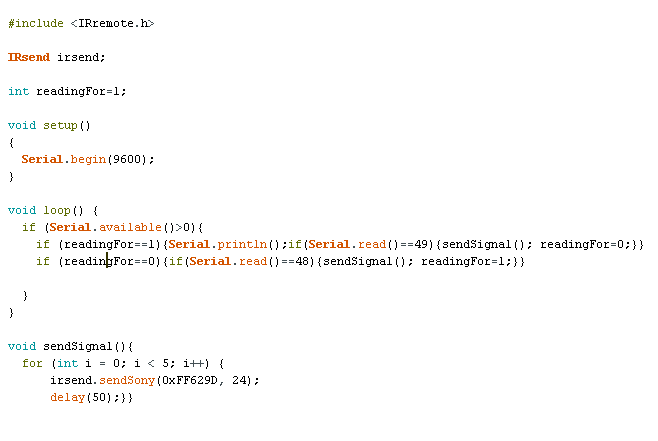 #include <IRremote.h>
IRsend irsend;
int readingFor=1;
void setup()
{
  Serial.begin(9600);
}
void loop() {
  if (Serial.available()>0){
    if (readingFor==1){Serial.println();if(Serial.read()==49){sendSignal(); readingFor=0;}}
    if (readingFor==0){if(Serial.read()==48){sendSignal(); readingFor=1;}}
  }
}
void sendSignal(){
  for (int i = 0; i < 5; i++) {
      irsend.sendSony(0xFF629D, 24);
      delay(50);}}